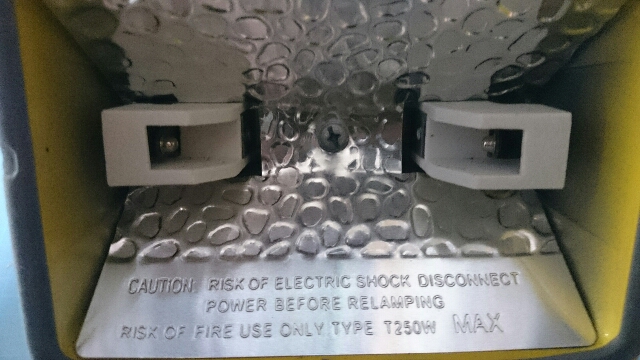 CAUTION: RISK OF ELECTRIC SHOCK DISCONNECT
POWER BEFORE RELAMPING
RISK OF FIRE USE ONLY TYPE T250W MAX